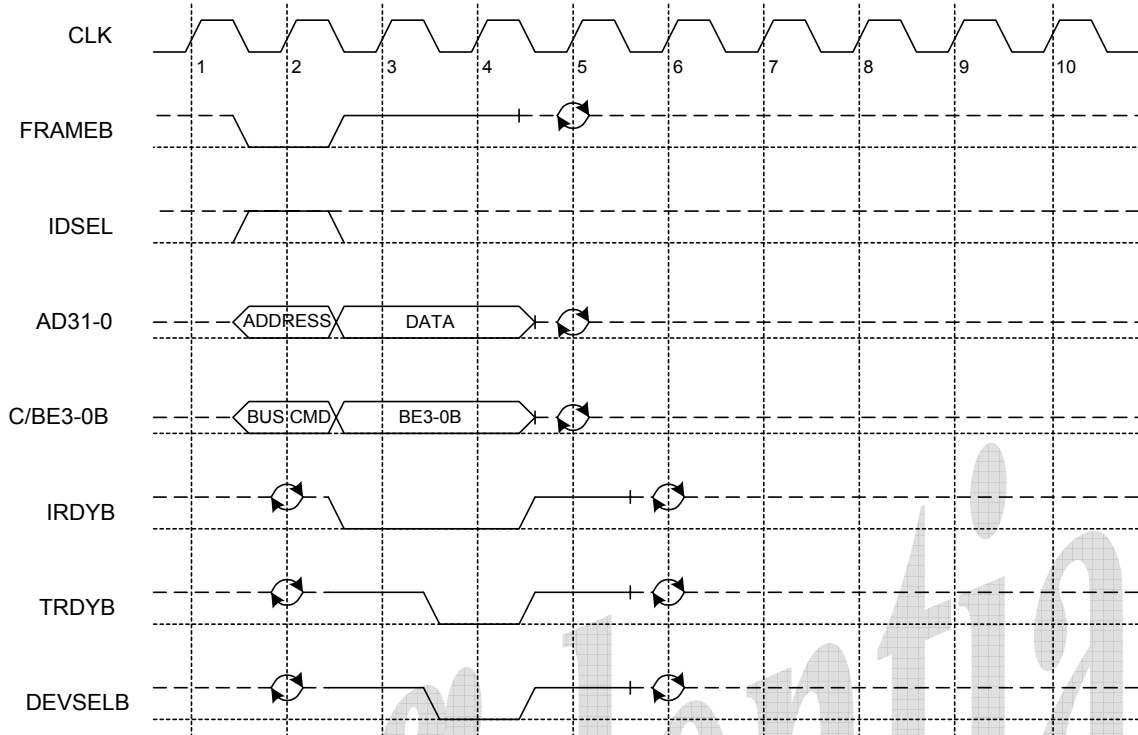 CLK
1 2 3 4 5 6 7 8 9 10
FRAMEB
IDSEL
AD31-0 ADDRESS DATA
C/BE3-0B BUS CMD BE3-0B
IRDYB
TRDYB
DEVSELB